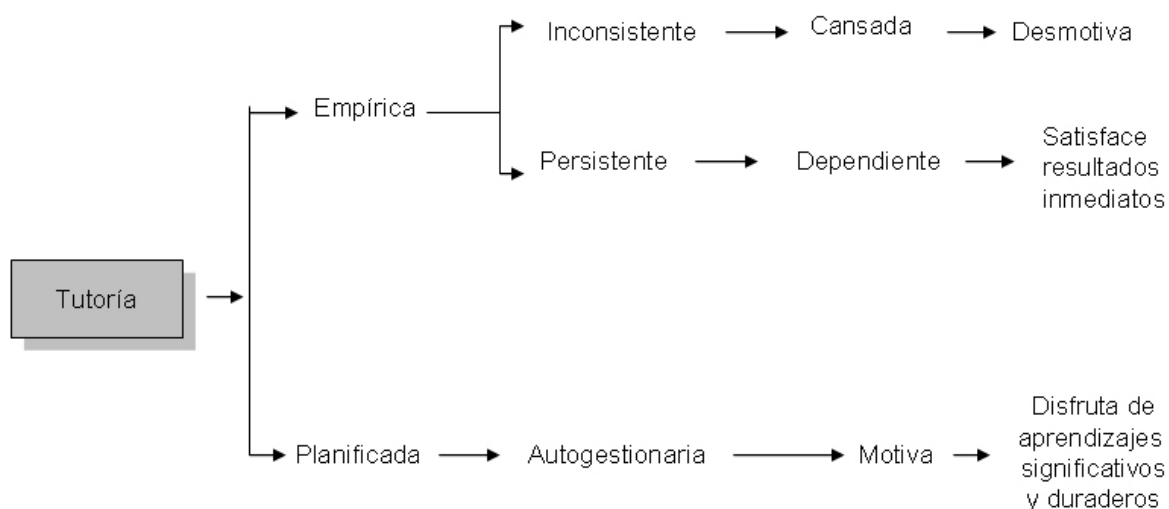 Inconsistente
Cansada
Desmotiva
Empírica
Persistente
Dependiente
Satisface
resultados
inmediatos
Tutoría
Planificada
Autogestionaria
Motiva
Disfruta de
aprendizajes
significativos
y duraderos